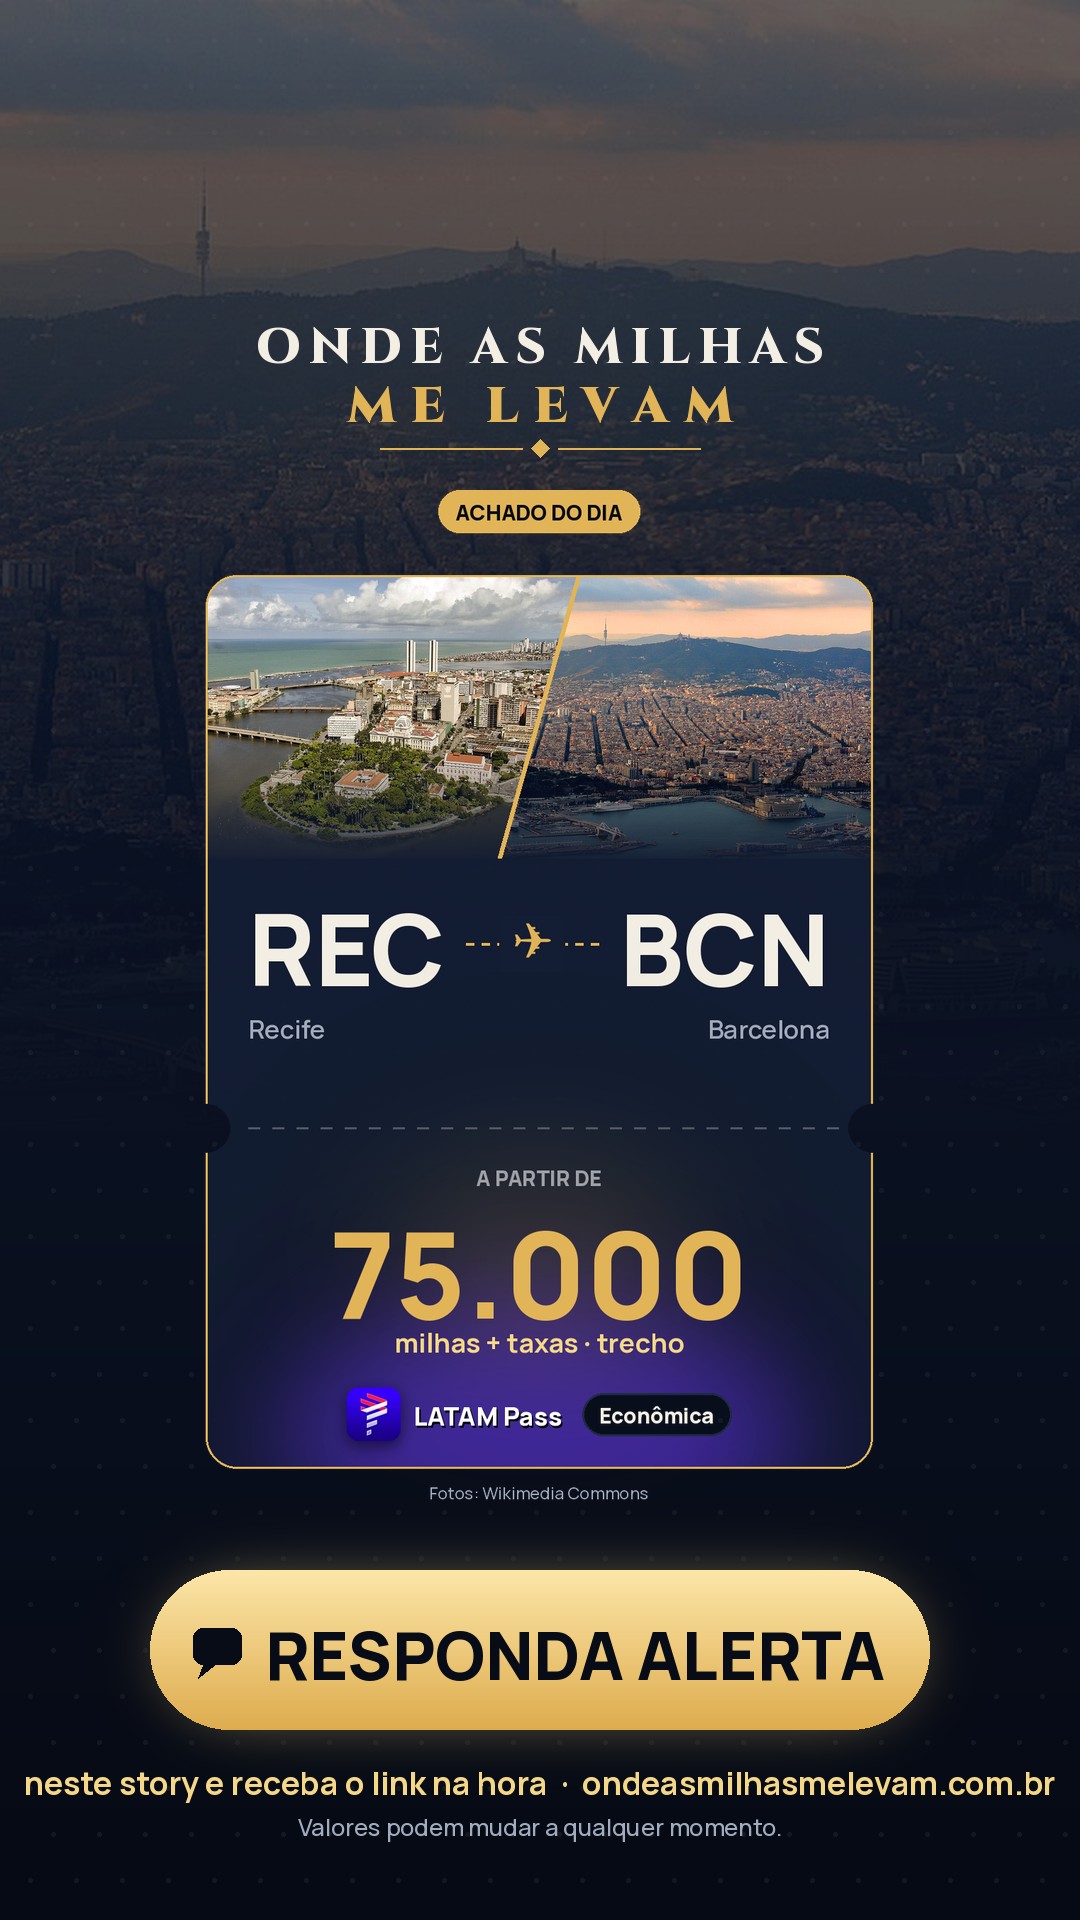 ONDE AS MILHAS
ME LEVAM
ACHADO DO DIA
REC BCN
Recife Barcelona
A PARTIR DE
75.000
milhas + taxas · trecho
LATAM Pass Econômica
Fotos: Wikimedia Commons
RESPONDA ALERTA
neste story e receba o link na hora · ondeasmilhasmelevam.com.br
Valores podem mudar a qualquer momento.